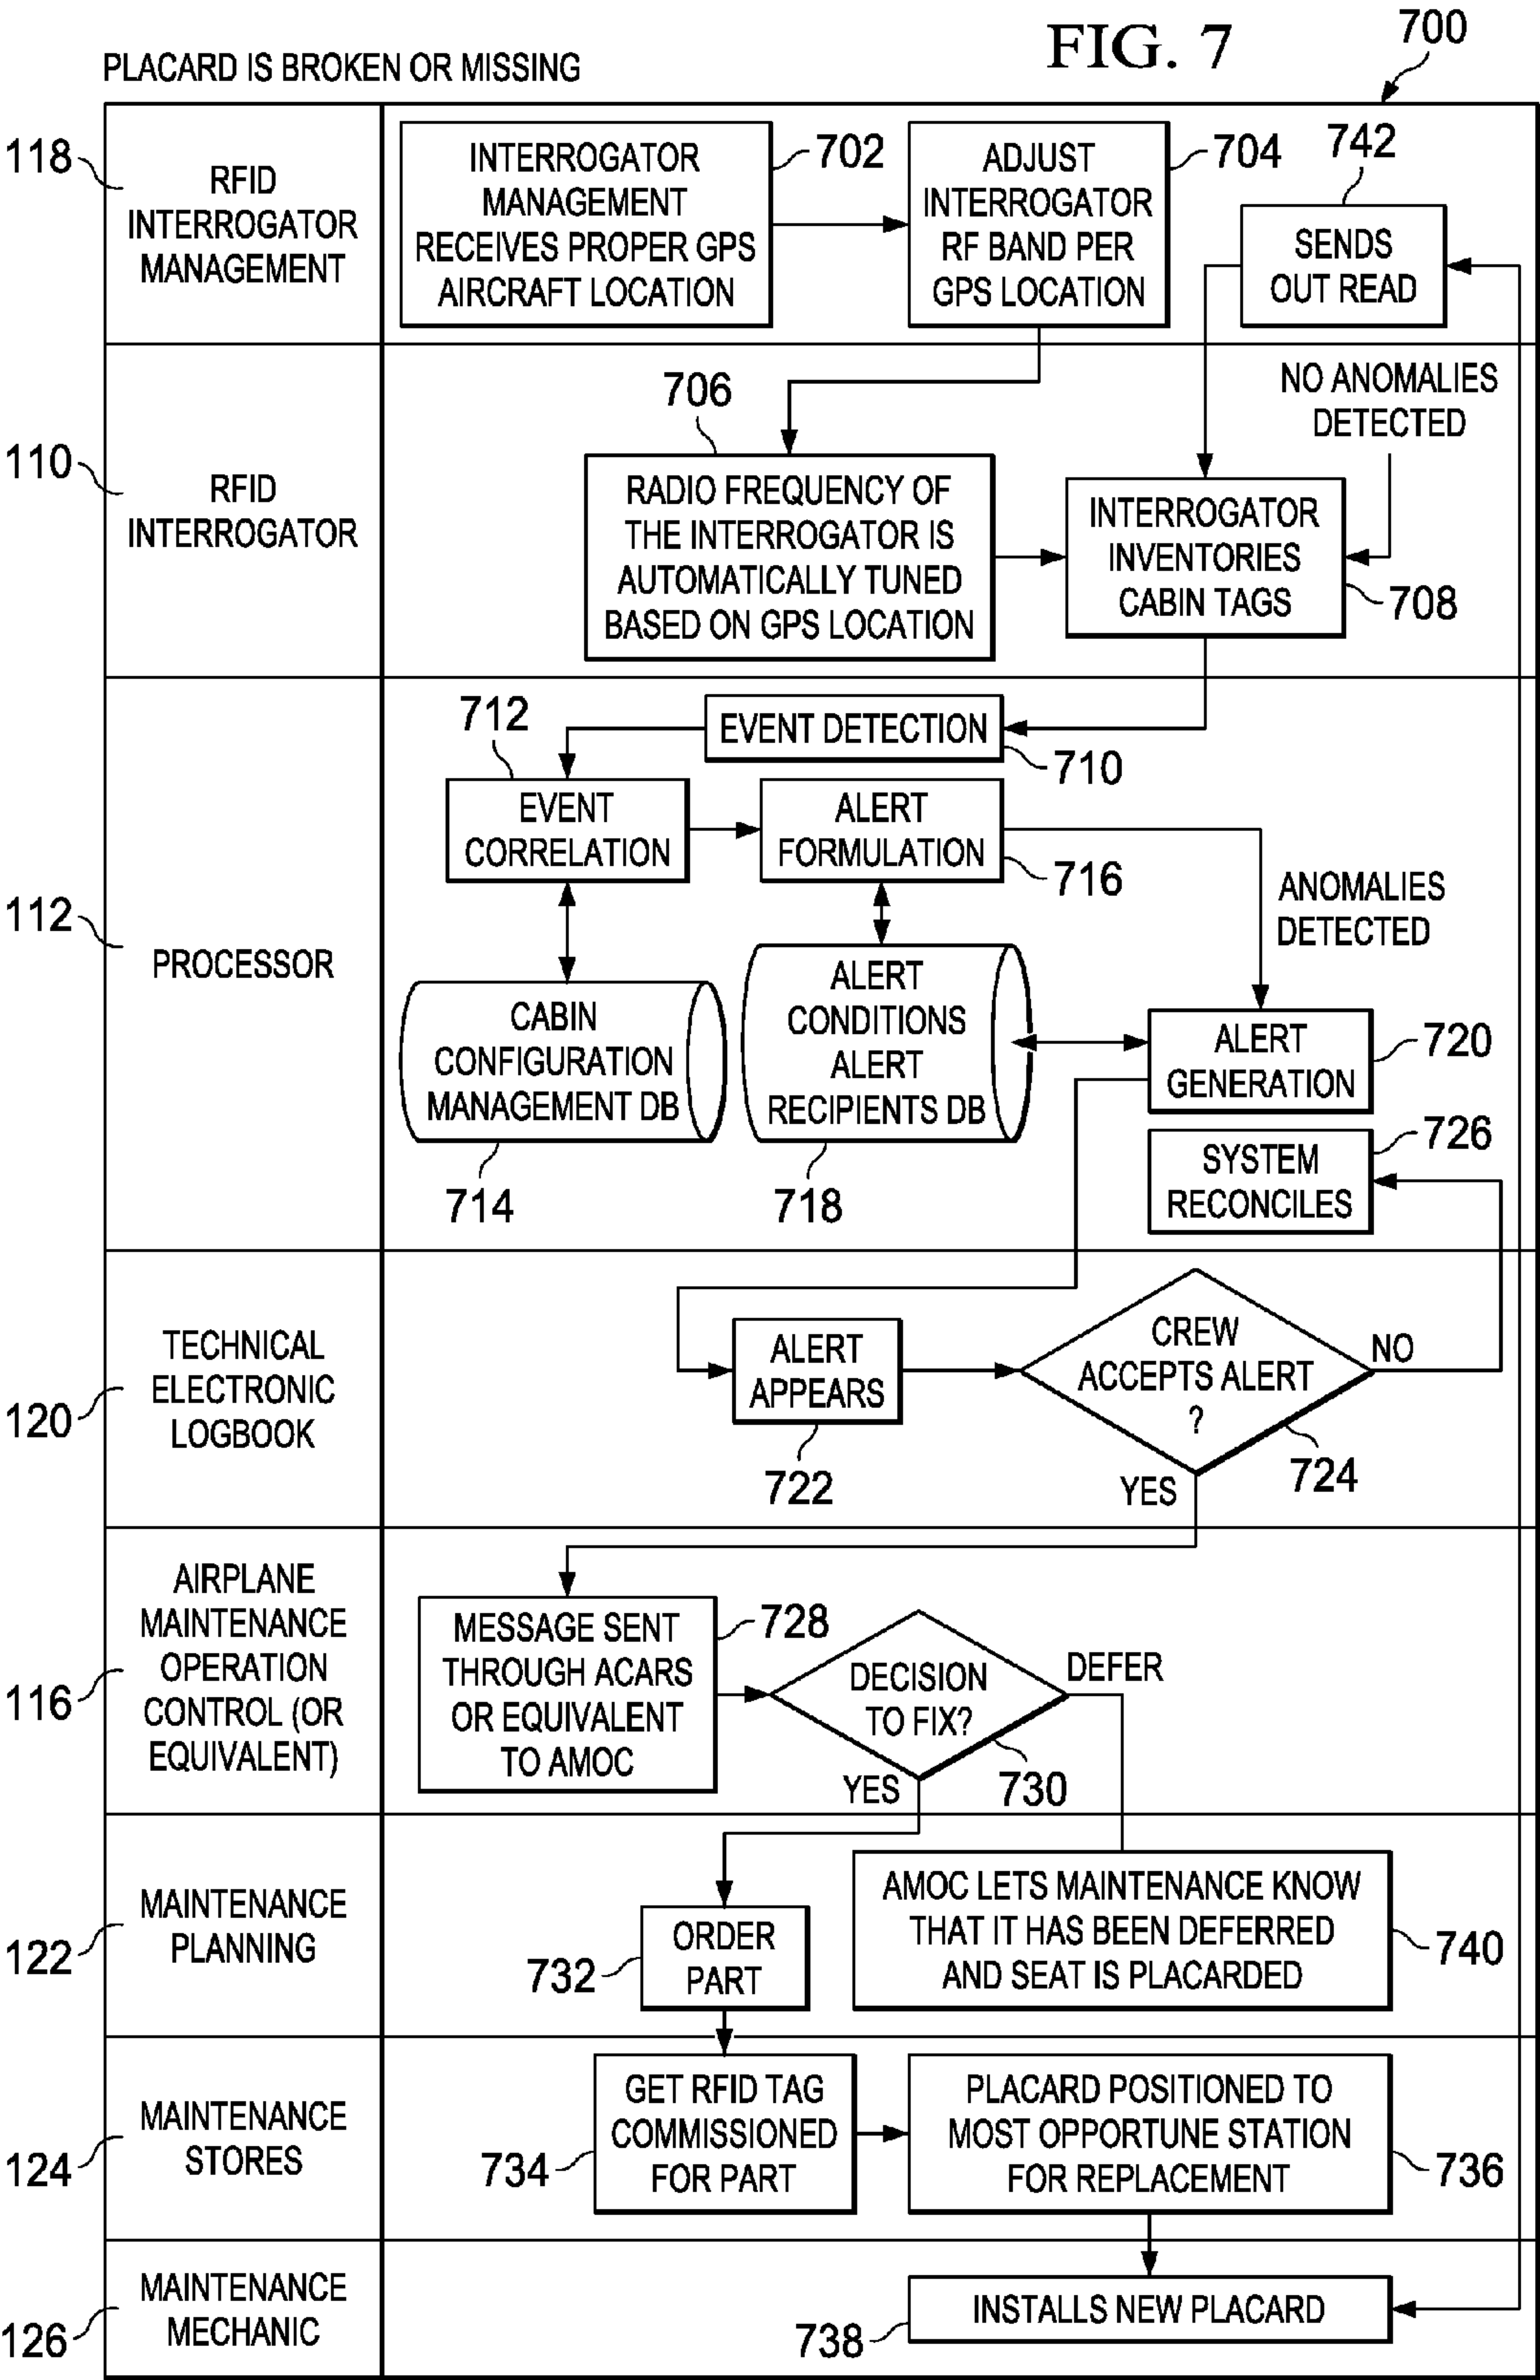 FIG. 7
700
PLACARD IS BROKEN OR MISSING
118
RFID
INTERROGATOR
MANAGEMENT
INTERROGATOR
MANAGEMENT
RECEIVES PROPER GPS
AIRCRAFT LOCATION
702
ADJUST
INTERROGATOR
RF BAND PER
GPS LOCATION
704
742
SENDS
OUT READ
110
RFID
INTERROGATOR
706
RADIO FREQUENCY OF
THE INTERROGATOR IS
AUTOMATICALLY TUNED
BASED ON GPS LOCATION
NO ANOMALIES
DETECTED
INTERROGATOR
INVENTORIES
CABIN TAGS
708
112
PROCESSOR
EVENT DETECTION
710
712
EVENT
CORRELATION
ALERT
FORMULATION
716
ANOMALIES
DETECTED
CABIN
CONFIGURATION
MANAGEMENT DB
714
ALERT
CONDITIONS
ALERT
RECIPIENTS DB
718
ALERT
GENERATION
720
SYSTEM
RECONCILES
726
120
TECHNICAL
ELECTRONIC
LOGBOOK
ALERT
APPEARS
722
CREW
ACCEPTS ALERT
?
724
NO
YES
116
AIRPLANE
MAINTENANCE
OPERATION
CONTROL (OR
EQUIVALENT)
MESSAGE SENT
THROUGH ACARS
OR EQUIVALENT
TO AMOC
728
DECISION
TO FIX?
730
DEFER
YES
122
MAINTENANCE
PLANNING
ORDER
PART
732
AMOC LETS MAINTENANCE KNOW
THAT IT HAS BEEN DEFERRED
AND SEAT IS PLACARDED
740
124
MAINTENANCE
STORES
GET RFID TAG
COMMISSIONED
FOR PART
734
PLACARD POSITIONED TO
MOST OPPORTUNE STATION
FOR REPLACEMENT
736
126
MAINTENANCE
MECHANIC
INSTALLS NEW PLACARD
738